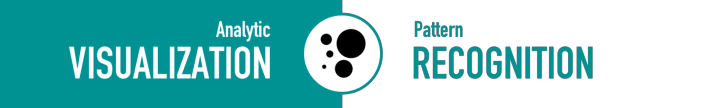 Analytic
VISUALIZATION
Pattern
RECOGNITION